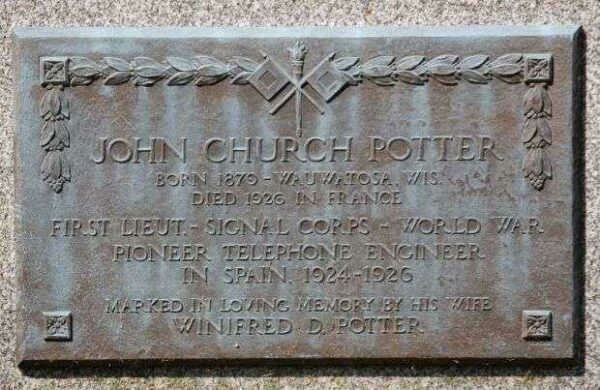 JOHN CHURCH POTTER
BORN 1879 - WAUWATOSA, WIS.
DIED 1926 IN FRANCE
FIRST LIEUT. - SIGNAL CORPS - WORLD WAR
PIONEER TELEPHONE ENGINEER
IN SPAIN, 1924-1926
MARKED IN LOVING MEMORY BY HIS WIFE
WINIFRED D. POTTER